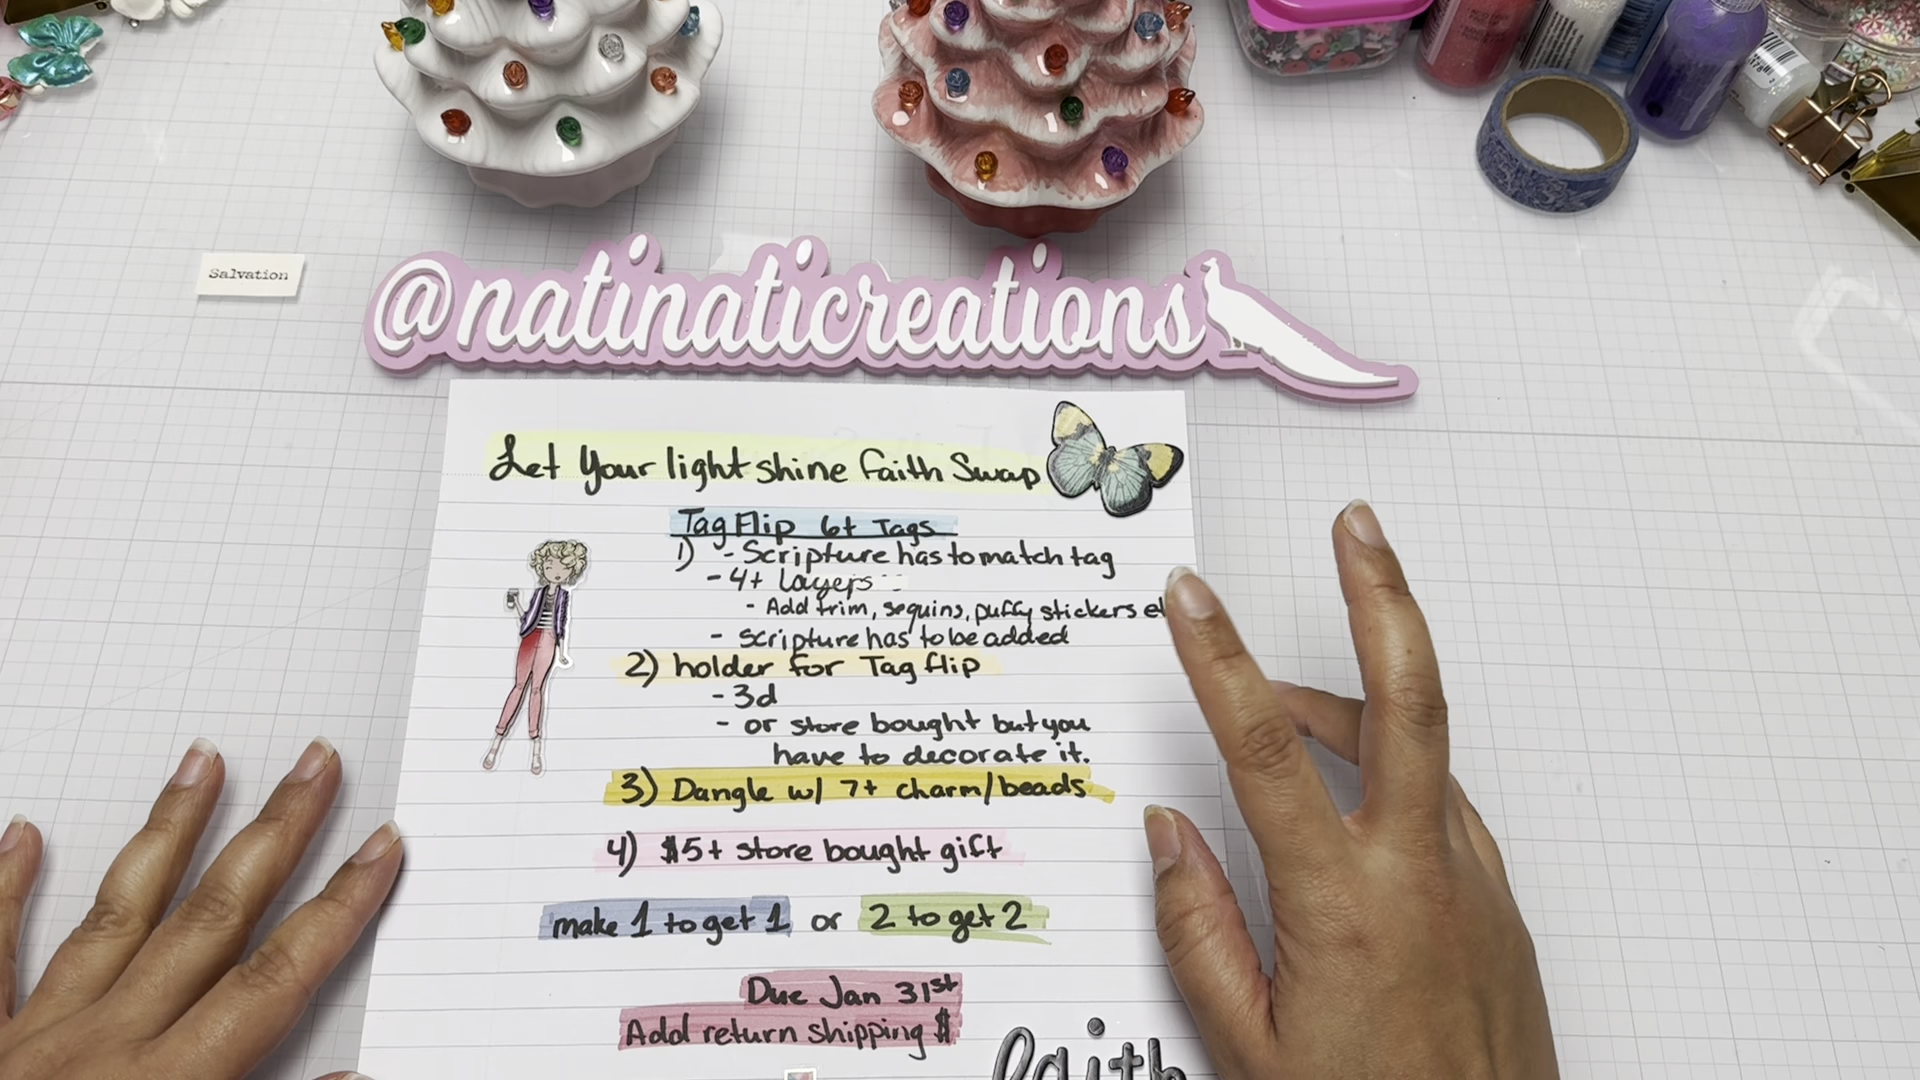 Salvation
@natinaticreations
Let Your light shine faith Swap
Tag Flip 6+ Tags
1) - Scripture has to match tag
- 4+ layers
- Add trim, sequins, puffy stickers
- scripture has to be added
2) holder for Tag flip
- 3d
- or store bought but you
have to decorate it.
3) Dangle w/ 7+ charm/beads
4) $5+ store bought gift
make 1 to get 1 or 2 to get 2
Due Jan 31st
Add return shipping $
faith